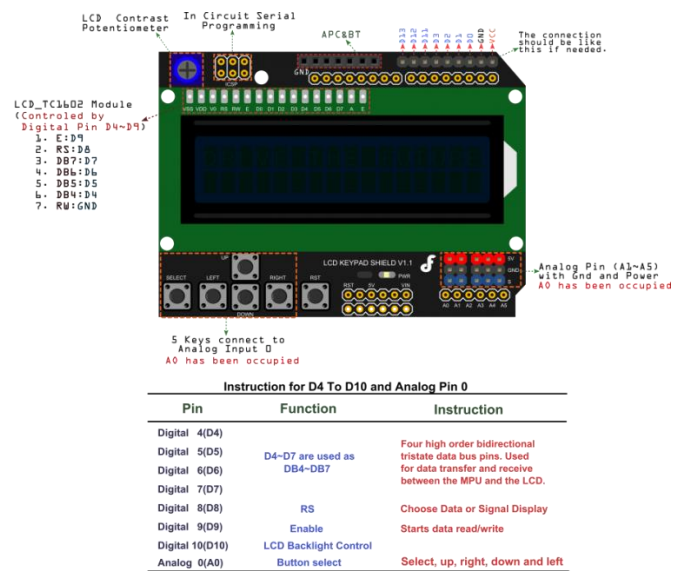 LCD Contrast
Potentiometer
In Circuit Serial
Programming
APC&BT
D13
D12
D11
D3
D2
D1
D0
GND
VCC
The connection
should be like
this if needed.
ICSP
GND
LCD_TC1602 Module
(Controled by
Digital Pin D4~D9)
1. E:D9
2. RS:D8
3. DB7:D7
4. DB6:D6
5. DB5:D5
6. DB4:D4
7. RW:GND
VSS VDD V0 RS RW E D0 D1 D2 D3 D4 D5 D6 D7 A
UP
LCD KEYPAD SHIELD V1.1
SELECT LEFT RIGHT RST
PWR
DOWN
RST 5V VIN
5V
GND
S
A0 A1 A2 A3 A4 A5
Analog Pin (A1~A5)
with Gnd and Power
A0 has been occupied
5 Keys connect to
Analog Input 0
A0 has been occupied
Instruction for D4 To D10 and Analog Pin 0
Pin Function Instruction
Digital 4(D4)
Digital 5(D5)
Digital 6(D6)
Digital 7(D7)
D4~D7 are used as
DB4~DB7
Four high order bidirectional
tristate data bus pins. Used
for data transfer and receive
between the MPU and the LCD.
Digital 8(D8) RS Choose Data or Signal Display
Digital 9(D9) Enable Starts data read/write
Digital 10(D10) LCD Backlight Control
Analog 0(A0) Button select Select, up, right, down and left